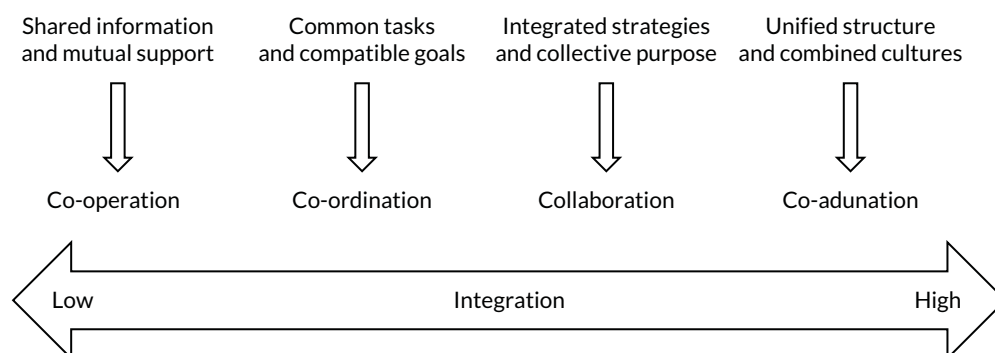 Shared information
and mutual support
Common tasks
and compatible goals
Integrated strategies
and collective purpose
Unified structure
and combined cultures
Co-operation
Co-ordination
Collaboration
Co-adunation
Low
Integration
High